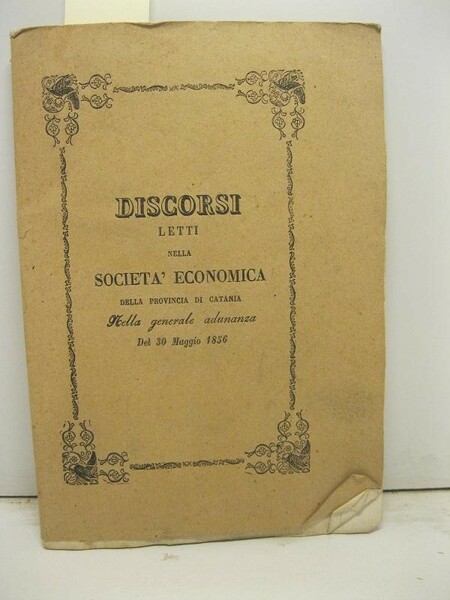 DISCORSI
LETTI
NELLA
SOCIETA' ECONOMICA
DELLA PROVINCIA DI CATANIA
Nella generale adunanza
Del 30 Maggio 1856